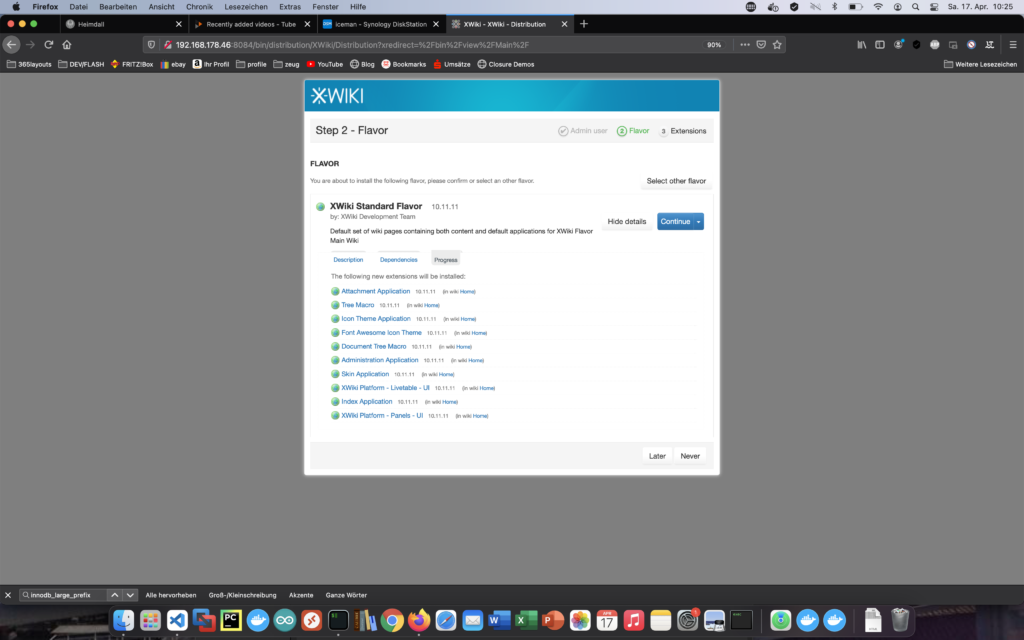 Firefox Datei Bearbeiten Ansicht Chronik Lesezeichen Extras Fenster Hilfe Sa. 17. Apr. 10:25
Heimdall Recently added videos - Tube iceman - Synology DiskStation XWiki - XWiki - Distribution
192.168.178.46:8084/bin/distribution/XWiki/Distribution?xredirect=%2Fbin%2Fview%2FMain%2F 90%
365layouts DEV/FLASH FRITZ!Box ebay Ihr Profil profile zeug YouTube Blog Bookmarks Umsätze Closure Demos Weitere Lesezeichen
XWIKI
Step 2 - Flavor Admin user 2 Flavor 3 Extensions
FLAVOR
You are about to install the following flavor, please confirm or select an other flavor.
Select other flavor
XWiki Standard Flavor 10.11.11
by: XWiki Development Team
Hide details Continue
Default set of wiki pages containing both content and default applications for XWiki Flavor
Main Wiki
Description Dependencies Progress
The following new extensions will be installed:
Attachment Application 10.11.11 (in wiki Home)
Tree Macro 10.11.11 (in wiki Home)
Icon Theme Application 10.11.11 (in wiki Home)
Font Awesome Icon Theme 10.11.11 (in wiki Home)
Document Tree Macro 10.11.11 (in wiki Home)
Administration Application 10.11.11 (in wiki Home)
Skin Application 10.11.11 (in wiki Home)
XWiki Platform - Livetable - UI 10.11.11 (in wiki Home)
Index Application 10.11.11 (in wiki Home)
XWiki Platform - Panels - UI 10.11.11 (in wiki Home)
Later Never
innodb_large_prefix Alle hervorheben Groß-/Kleinschreibung Akzente Ganze Wörter
PC W X P APR 17 1